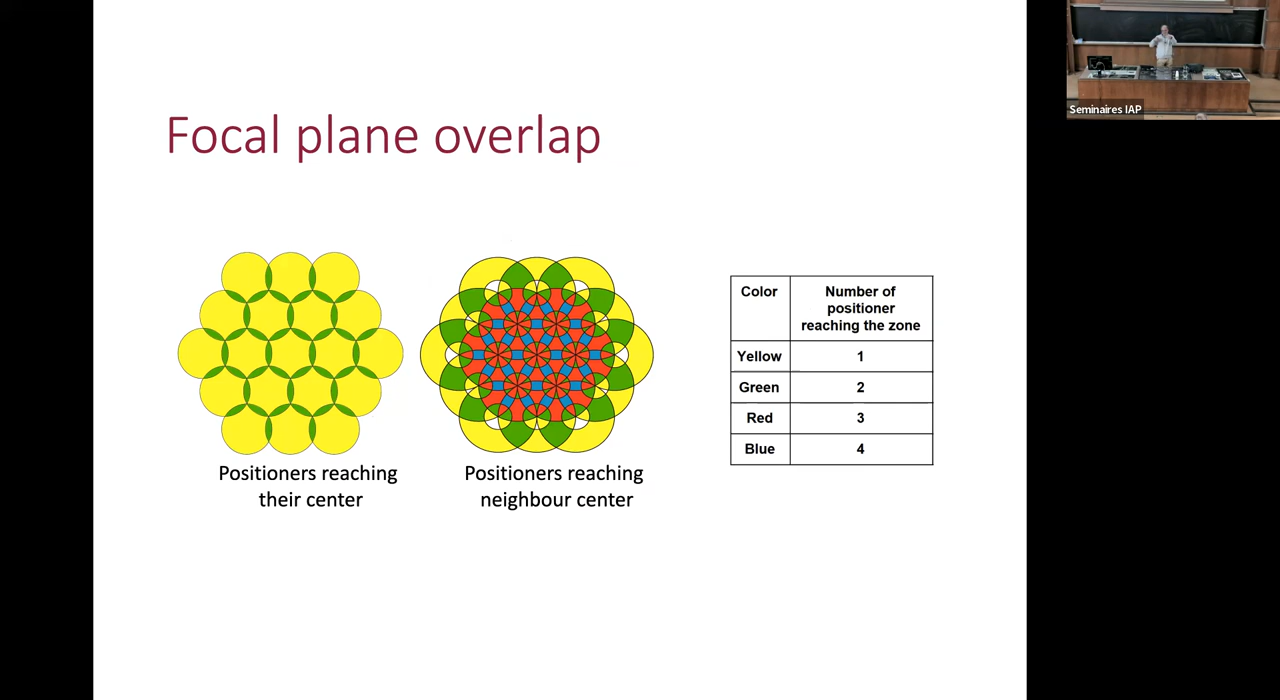 Focal plane overlap
Seminaires IAP
Positioners reaching
their center
Positioners reaching
neighbour center
Color
Number of
positioner
reaching the zone
Yellow 1
Green 2
Red 3
Blue 4